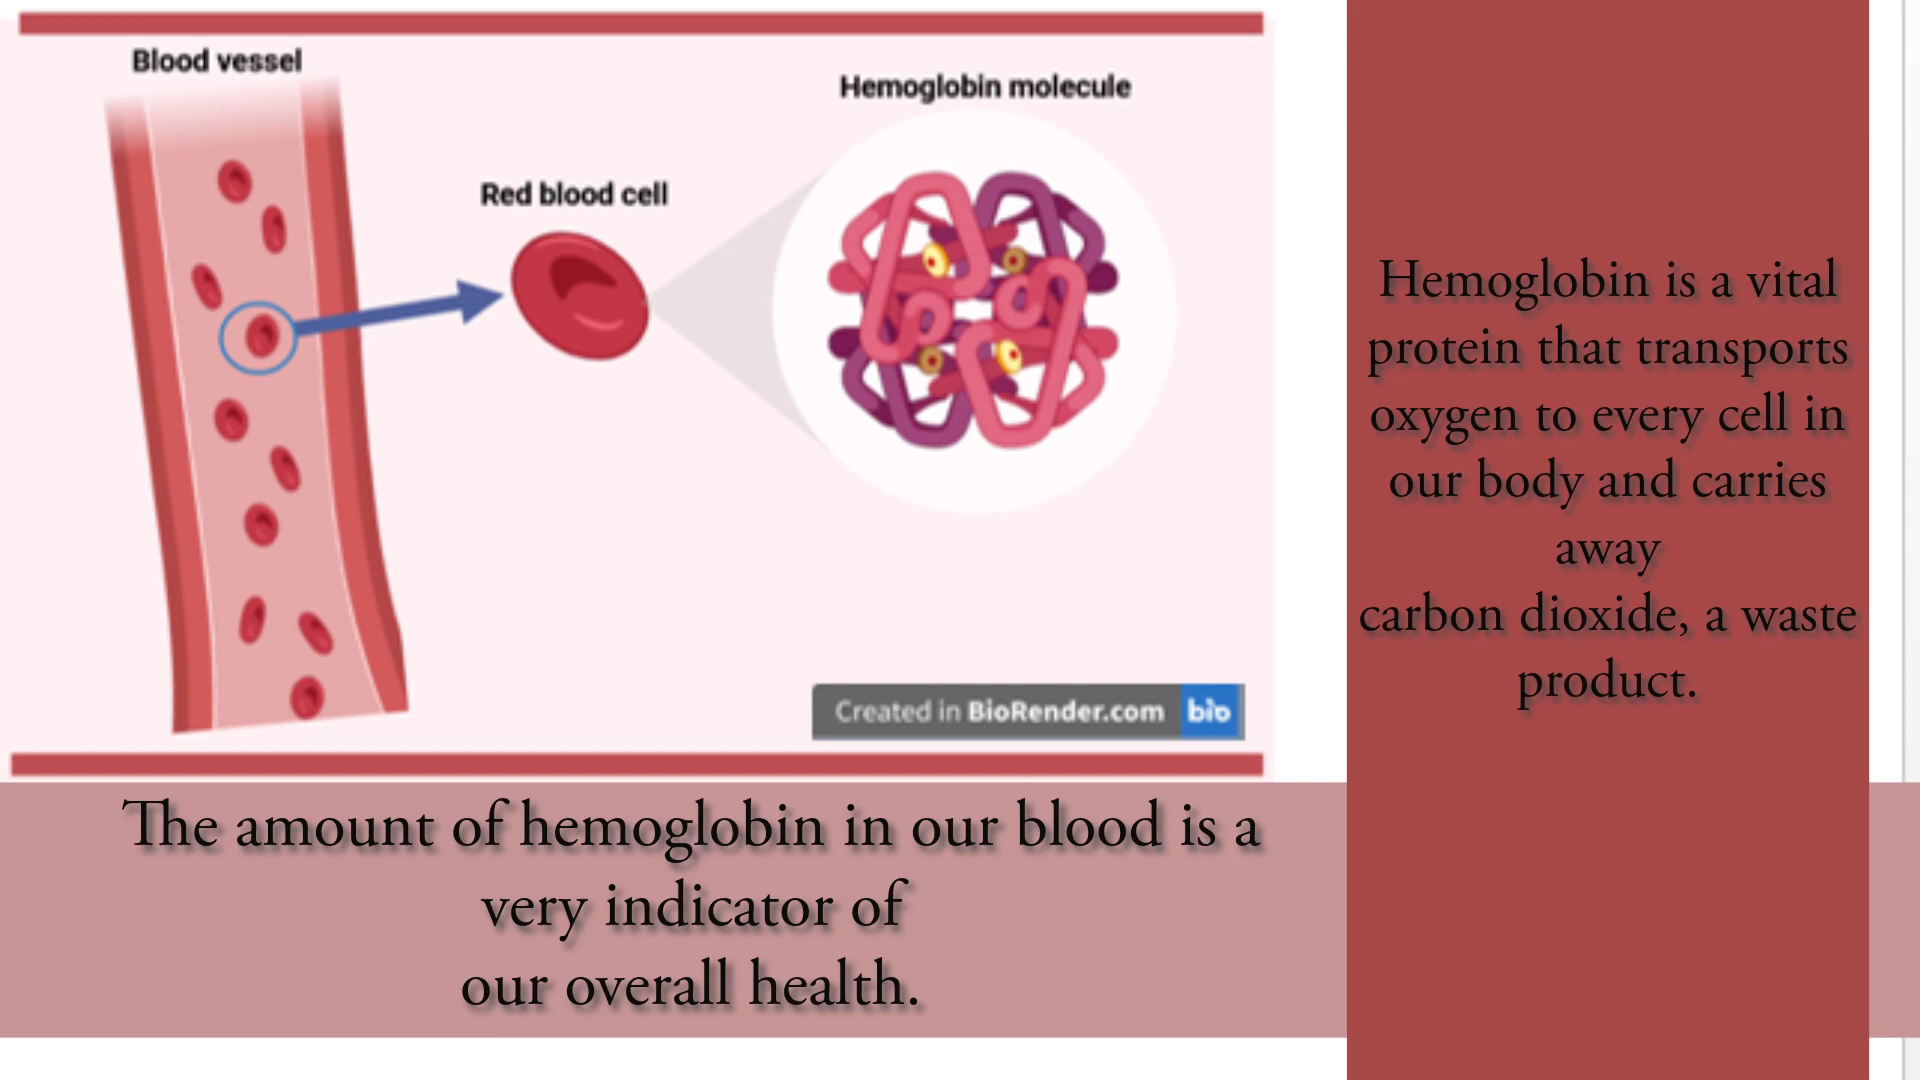 Blood vessel
Hemoglobin molecule
Red blood cell
Created in BioRender.com bio
Hemoglobin is a vital
protein that transports
oxygen to every cell in
our body and carries
away
carbon dioxide, a waste
product.
The amount of hemoglobin in our blood is a
very indicator of
our overall health.